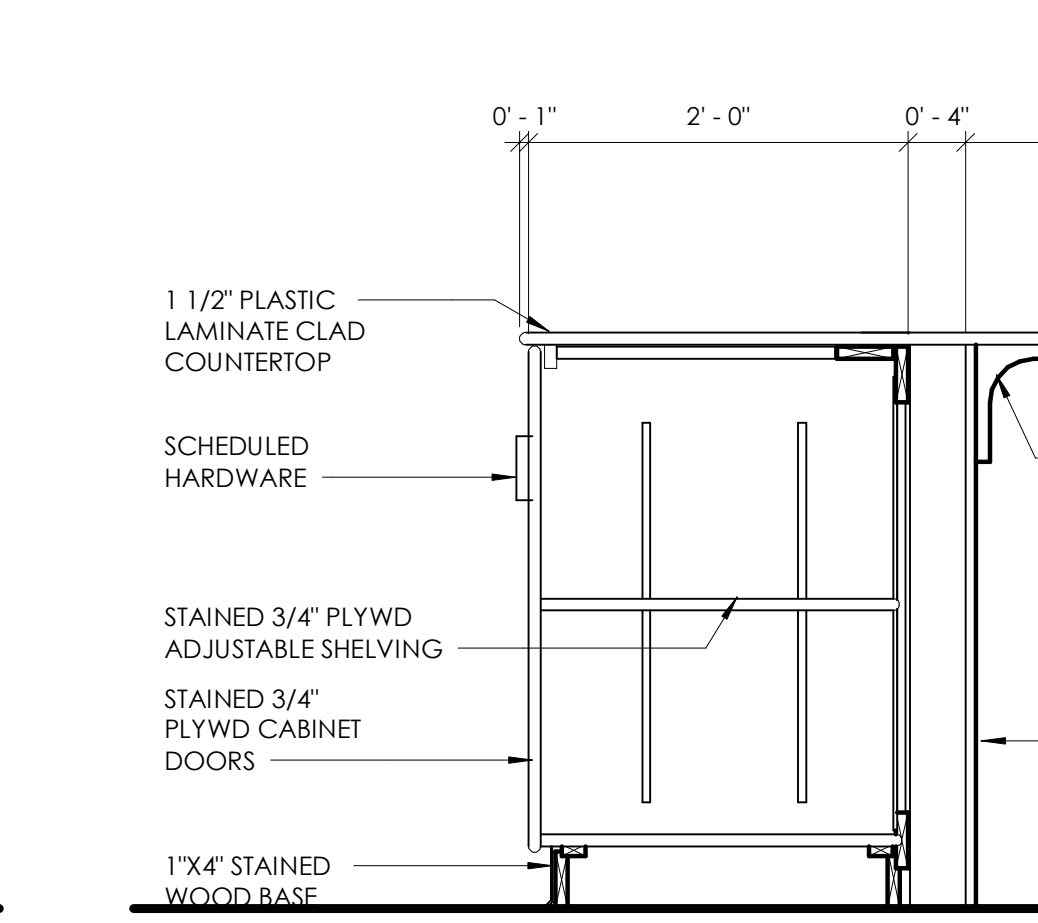 0' - 1" 2' - 0" 0' - 4"
1 1/2" PLASTIC
LAMINATE CLAD
COUNTERTOP
SCHEDULED
HARDWARE
STAINED 3/4" PLYWD
ADJUSTABLE SHELVING
STAINED 3/4"
PLYWD CABINET
DOORS
1"X4" STAINED
WOOD BASE